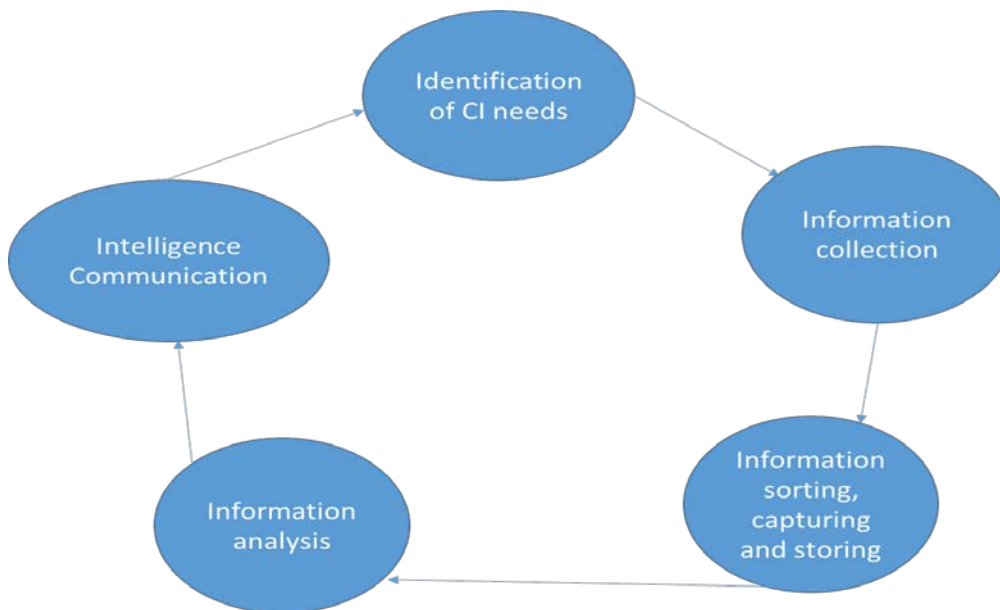 Identification
of CI needs
Information
collection
Information
sorting,
capturing
and storing
Information
analysis
Intelligence
Communication